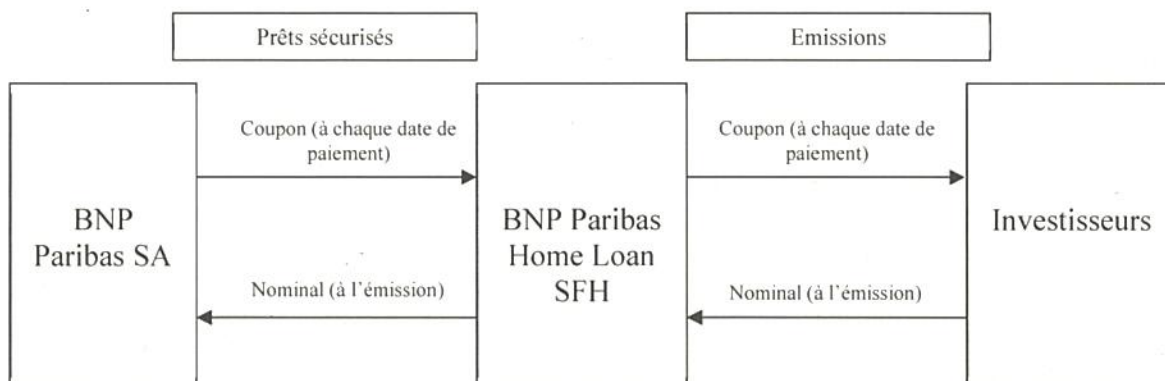 Prêts sécurisés
Emissions
Coupon (à chaque date de
paiement)
Coupon (à chaque date de
paiement)
BNP
Paribas SA
BNP Paribas
Home Loan
SFH
Investisseurs
Nominal (à l'émission)
Nominal (à l'émission)